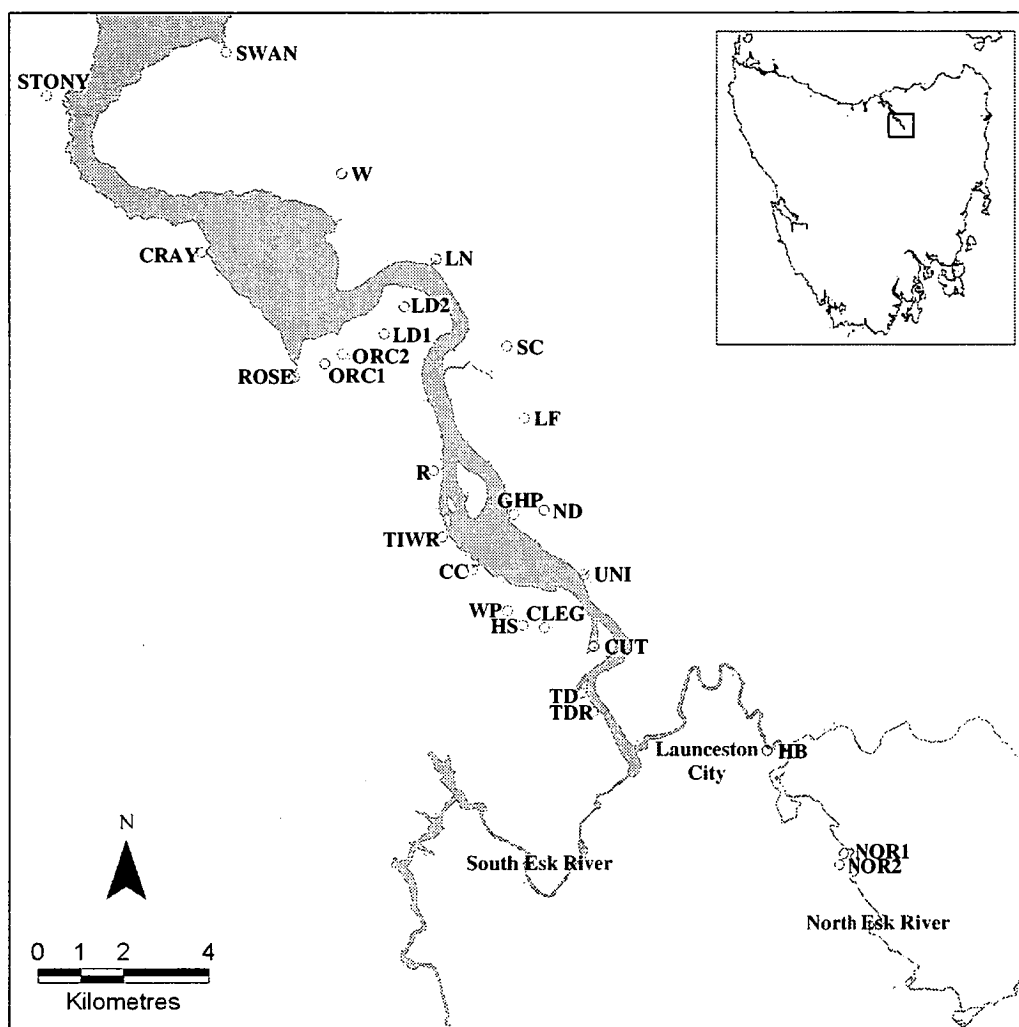 SWAN
STONY
W
CRAY
LN
LD2
LD1
SC
ORC2
ORC1
ROSE
LF
R
GHP
ND
TIWR
CC
UNI
WP
CLEG
HS
CUT
TD
TDR
Launceston
City
HB
N
South Esk River
NOR1
NOR2
North Esk River
0 1 2 4
Kilometres